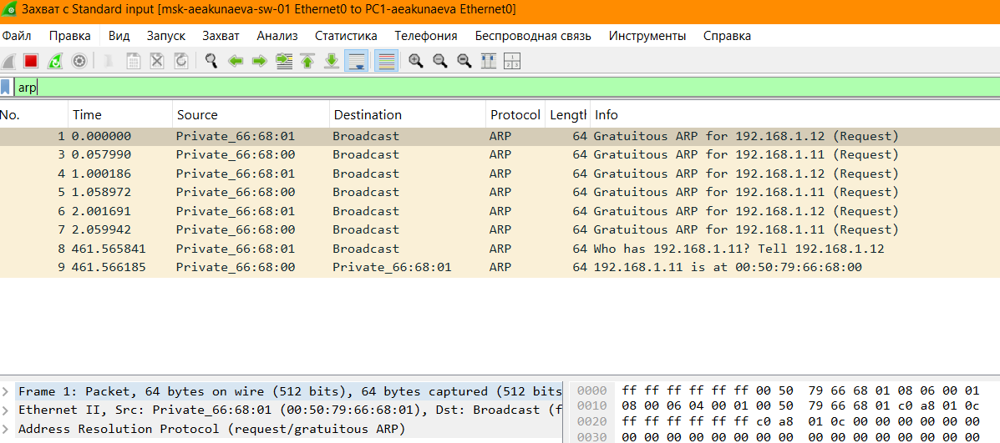 Захват с Standard input [msk-aeakunaeva-sw-01 Ethernet0 to PC1-aeakunaeva Ethernet0]
Файл Правка Вид Запуск Захват Анализ Статистика Телефония Беспроводная связь Инструменты Справка
arp
No. Time Source Destination Protocol Length Info
1 0.000000 Private_66:68:01 Broadcast ARP 64 Gratuitous ARP for 192.168.1.12 (Request)
3 0.057990 Private_66:68:00 Broadcast ARP 64 Gratuitous ARP for 192.168.1.11 (Request)
4 1.000186 Private_66:68:01 Broadcast ARP 64 Gratuitous ARP for 192.168.1.12 (Request)
5 1.058972 Private_66:68:00 Broadcast ARP 64 Gratuitous ARP for 192.168.1.11 (Request)
6 2.001691 Private_66:68:01 Broadcast ARP 64 Gratuitous ARP for 192.168.1.12 (Request)
7 2.059942 Private_66:68:00 Broadcast ARP 64 Gratuitous ARP for 192.168.1.11 (Request)
8 461.565841 Private_66:68:01 Broadcast ARP 64 Who has 192.168.1.11? Tell 192.168.1.12
9 461.566185 Private_66:68:00 Private_66:68:01 ARP 64 192.168.1.11 is at 00:50:79:66:68:00
Frame 1: Packet, 64 bytes on wire (512 bits), 64 bytes captured (512 bits
Ethernet II, Src: Private_66:68:01 (00:50:79:66:68:01), Dst: Broadcast (f
Address Resolution Protocol (request/gratuitous ARP)
0000 ff ff ff ff ff ff 00 50 79 66 68 01 08 06 00 01
0010 08 00 06 04 00 01 00 50 79 66 68 01 c0 a8 01 0c
0020 ff ff ff ff ff ff c0 a8 01 0c 00 00 00 00 00 00
0030 00 00 00 00 00 00 00 00 00 00 00 00 00 00 00 00